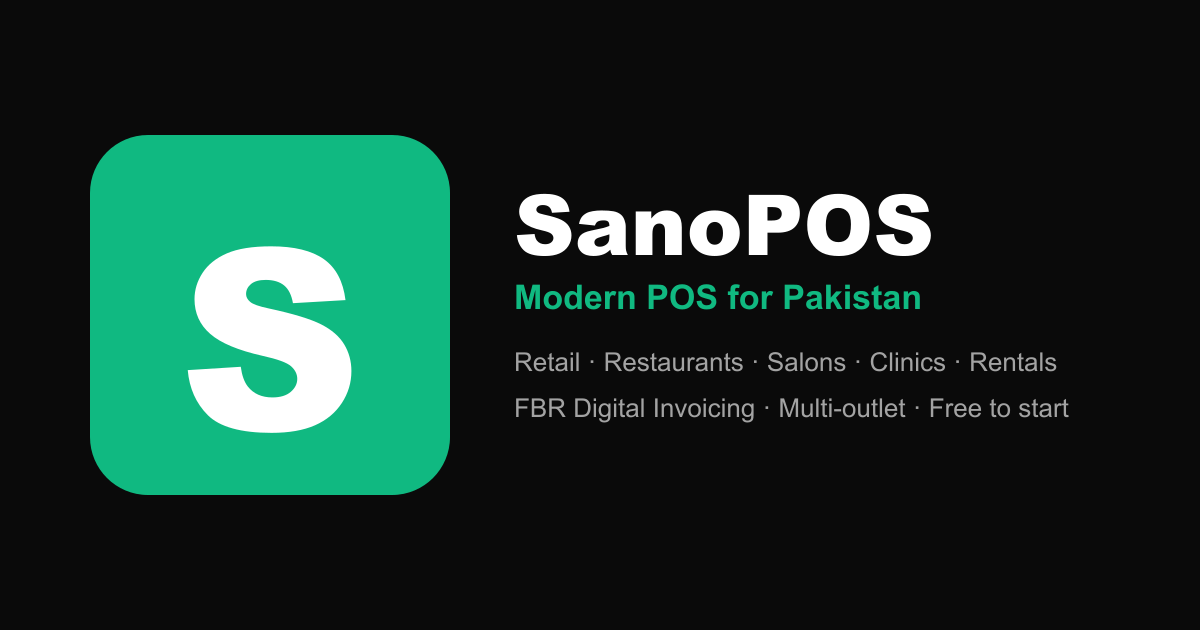 S
SanoPOS
Modern POS for Pakistan
Retail · Restaurants · Salons · Clinics · Rentals
FBR Digital Invoicing · Multi-outlet · Free to start